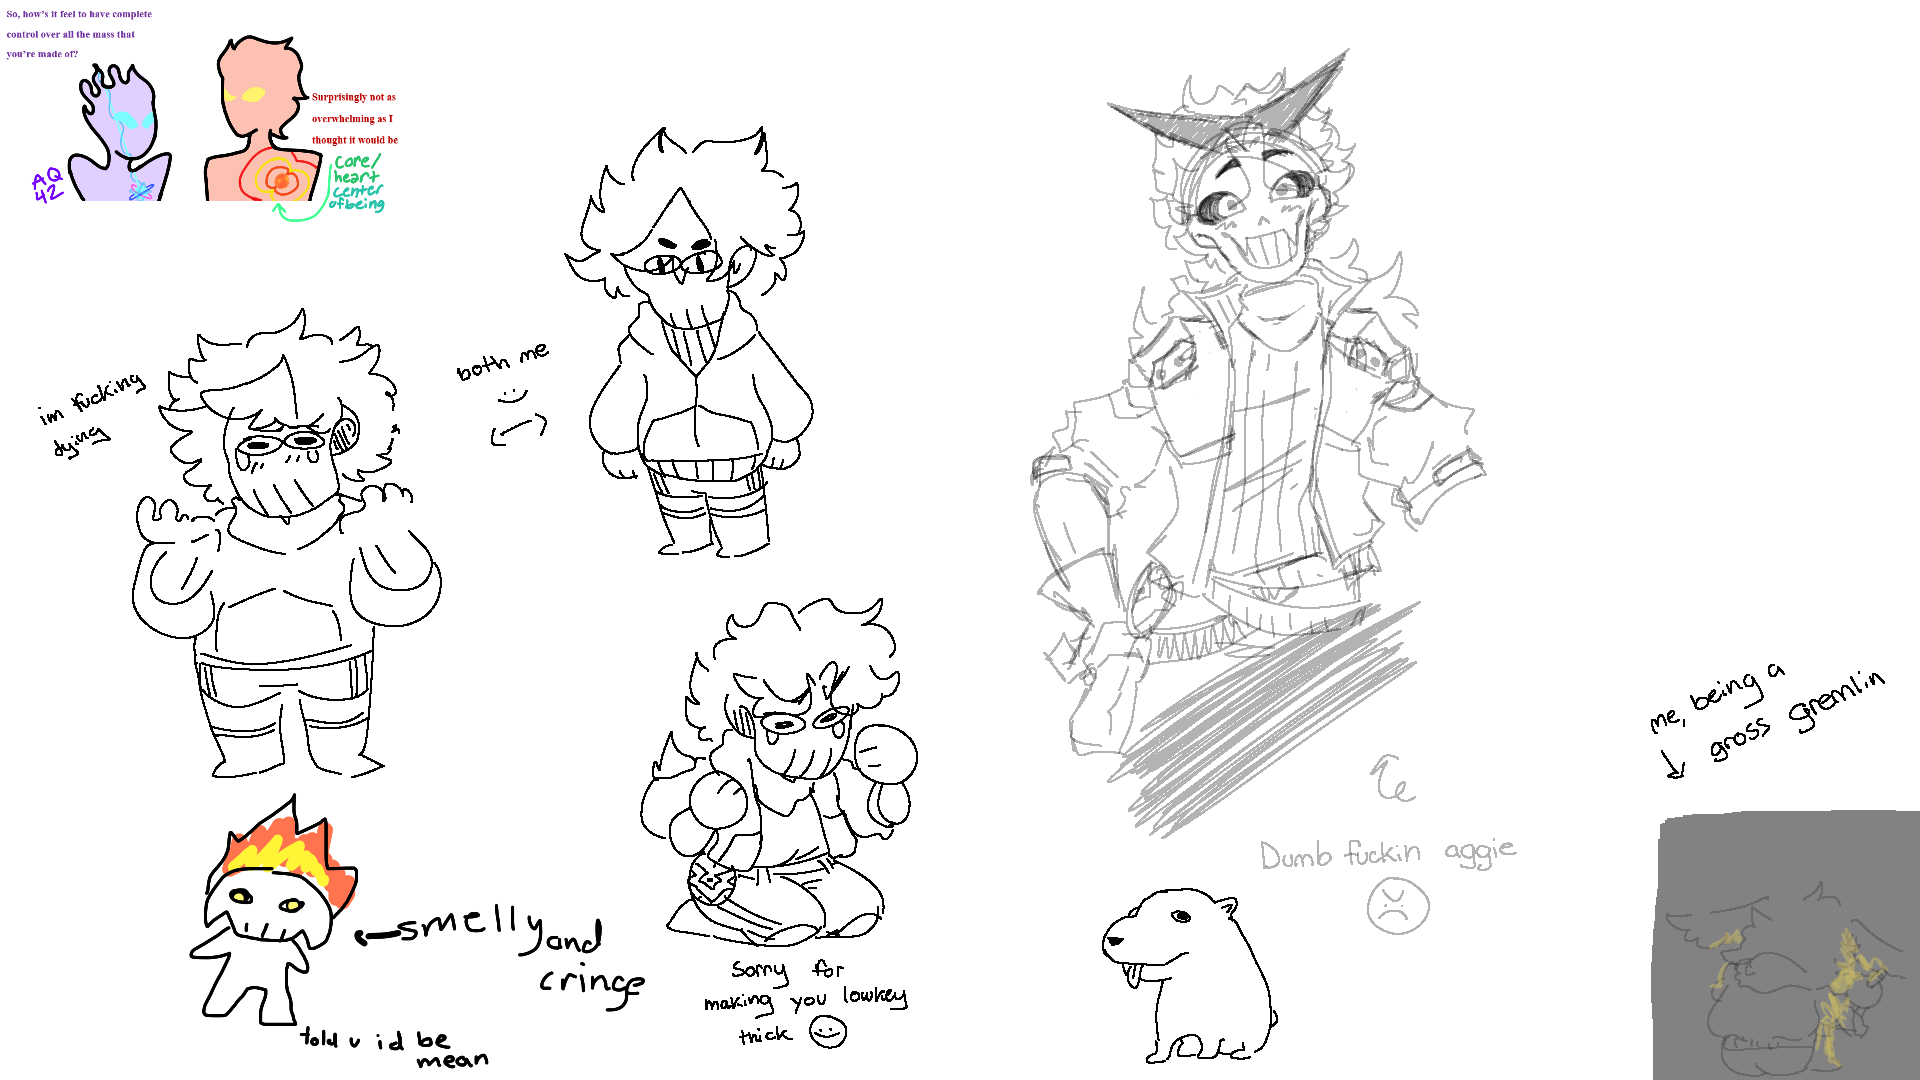 So, how's it feel to have complete
control over all the mass that
you're made of?
Surprisingly not as
overwhelming as I
thought it would be
AQ
42
core/
heart
center
of being
im fucking
dying
both me
me, being a
gross gremlin
Dumb fuckin aggie
smelly and
cringe
told u id be
mean
Sorry for
making you lowkey
thick